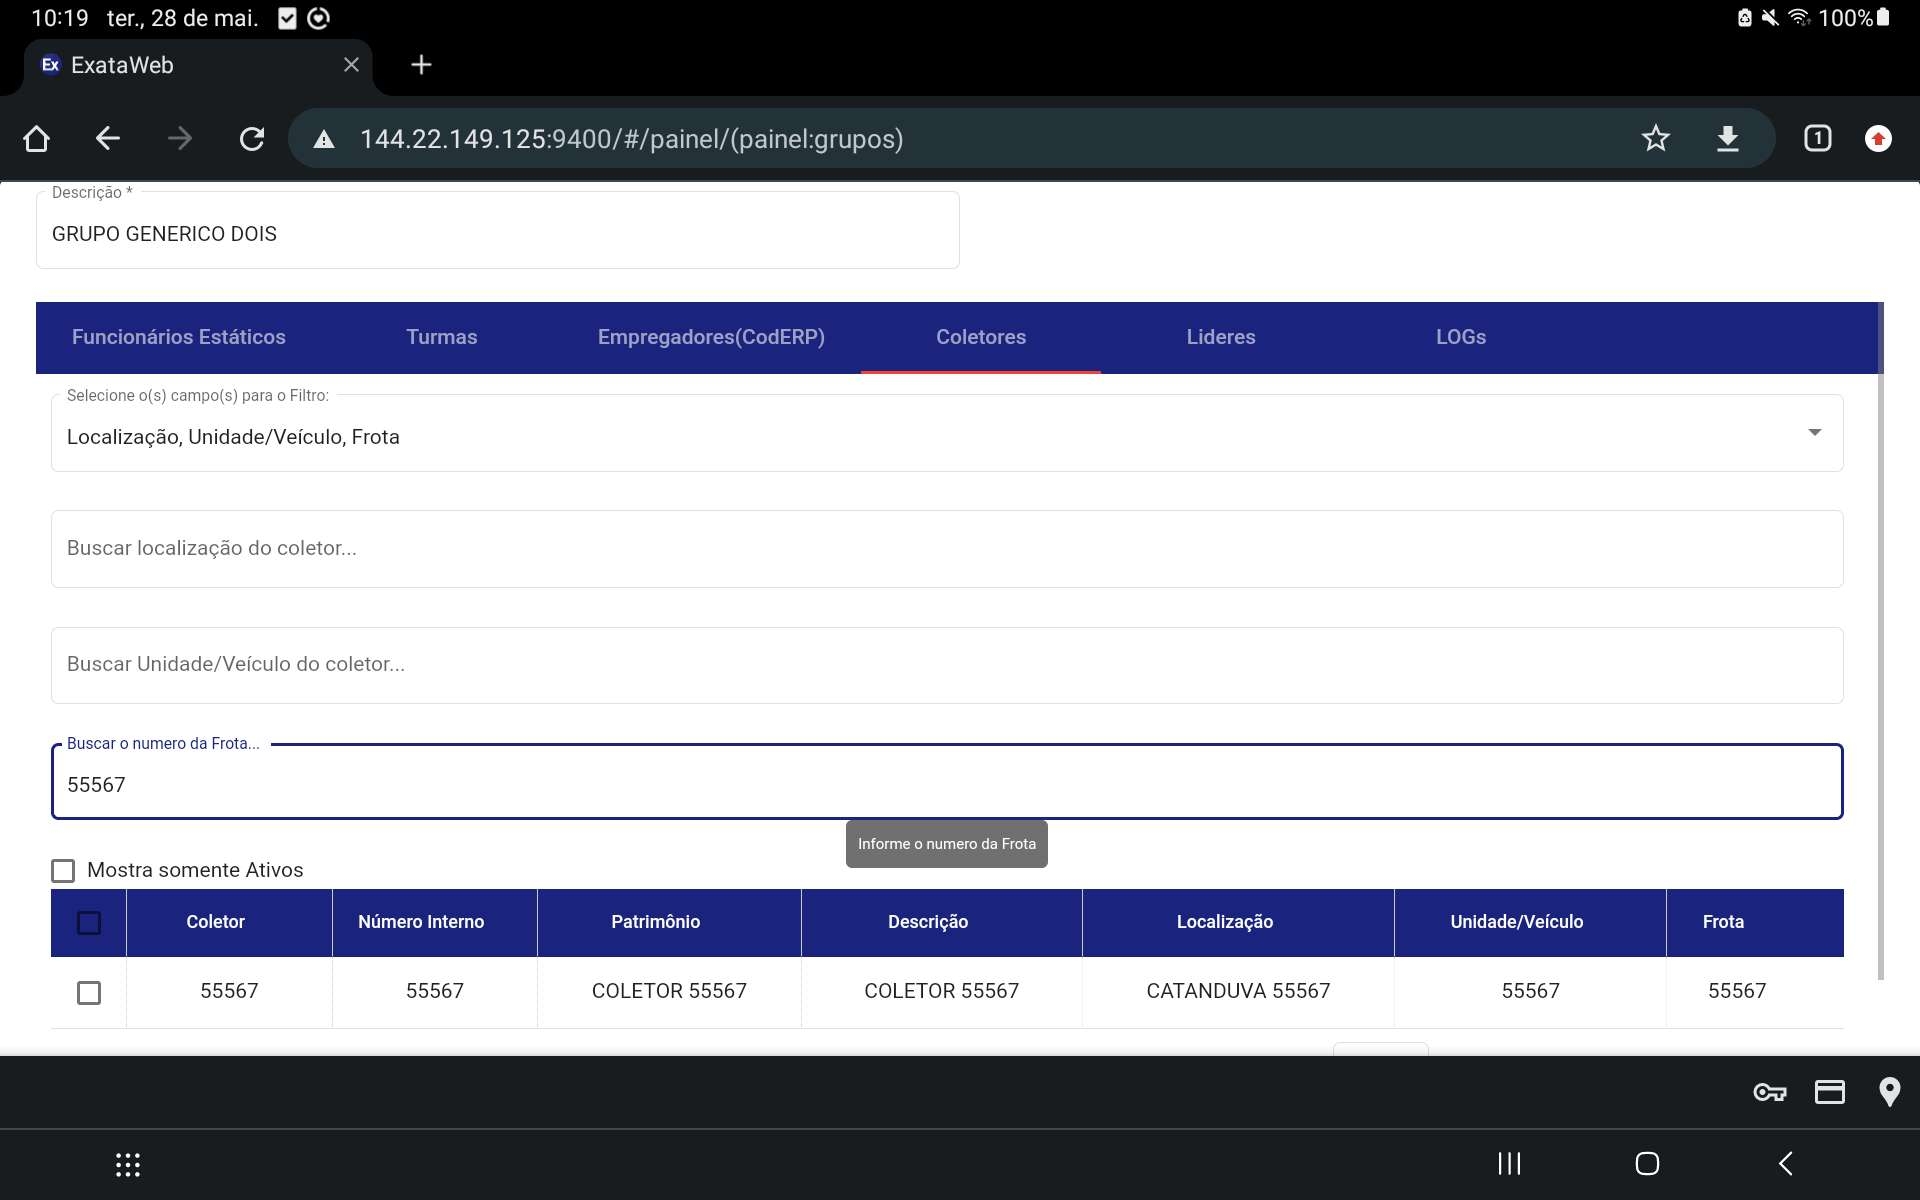 10:19 ter., 28 de mai. 100%
Ex ExataWeb
144.22.149.125:9400/#/painel/(painel:grupos) 1
Descrição *
GRUPO GENERICO DOIS
Funcionários Estáticos Turmas Empregadores(CodERP) Coletores Lideres LOGs
Selecione o(s) campo(s) para o Filtro:
Localização, Unidade/Veículo, Frota
Buscar localização do coletor...
Buscar Unidade/Veículo do coletor...
Buscar o numero da Frota...
55567
Informe o numero da Frota
Mostra somente Ativos
Coletor Número Interno Patrimônio Descrição Localização Unidade/Veículo Frota
55567 55567 COLETOR 55567 COLETOR 55567 CATANDUVA 55567 55567 55567